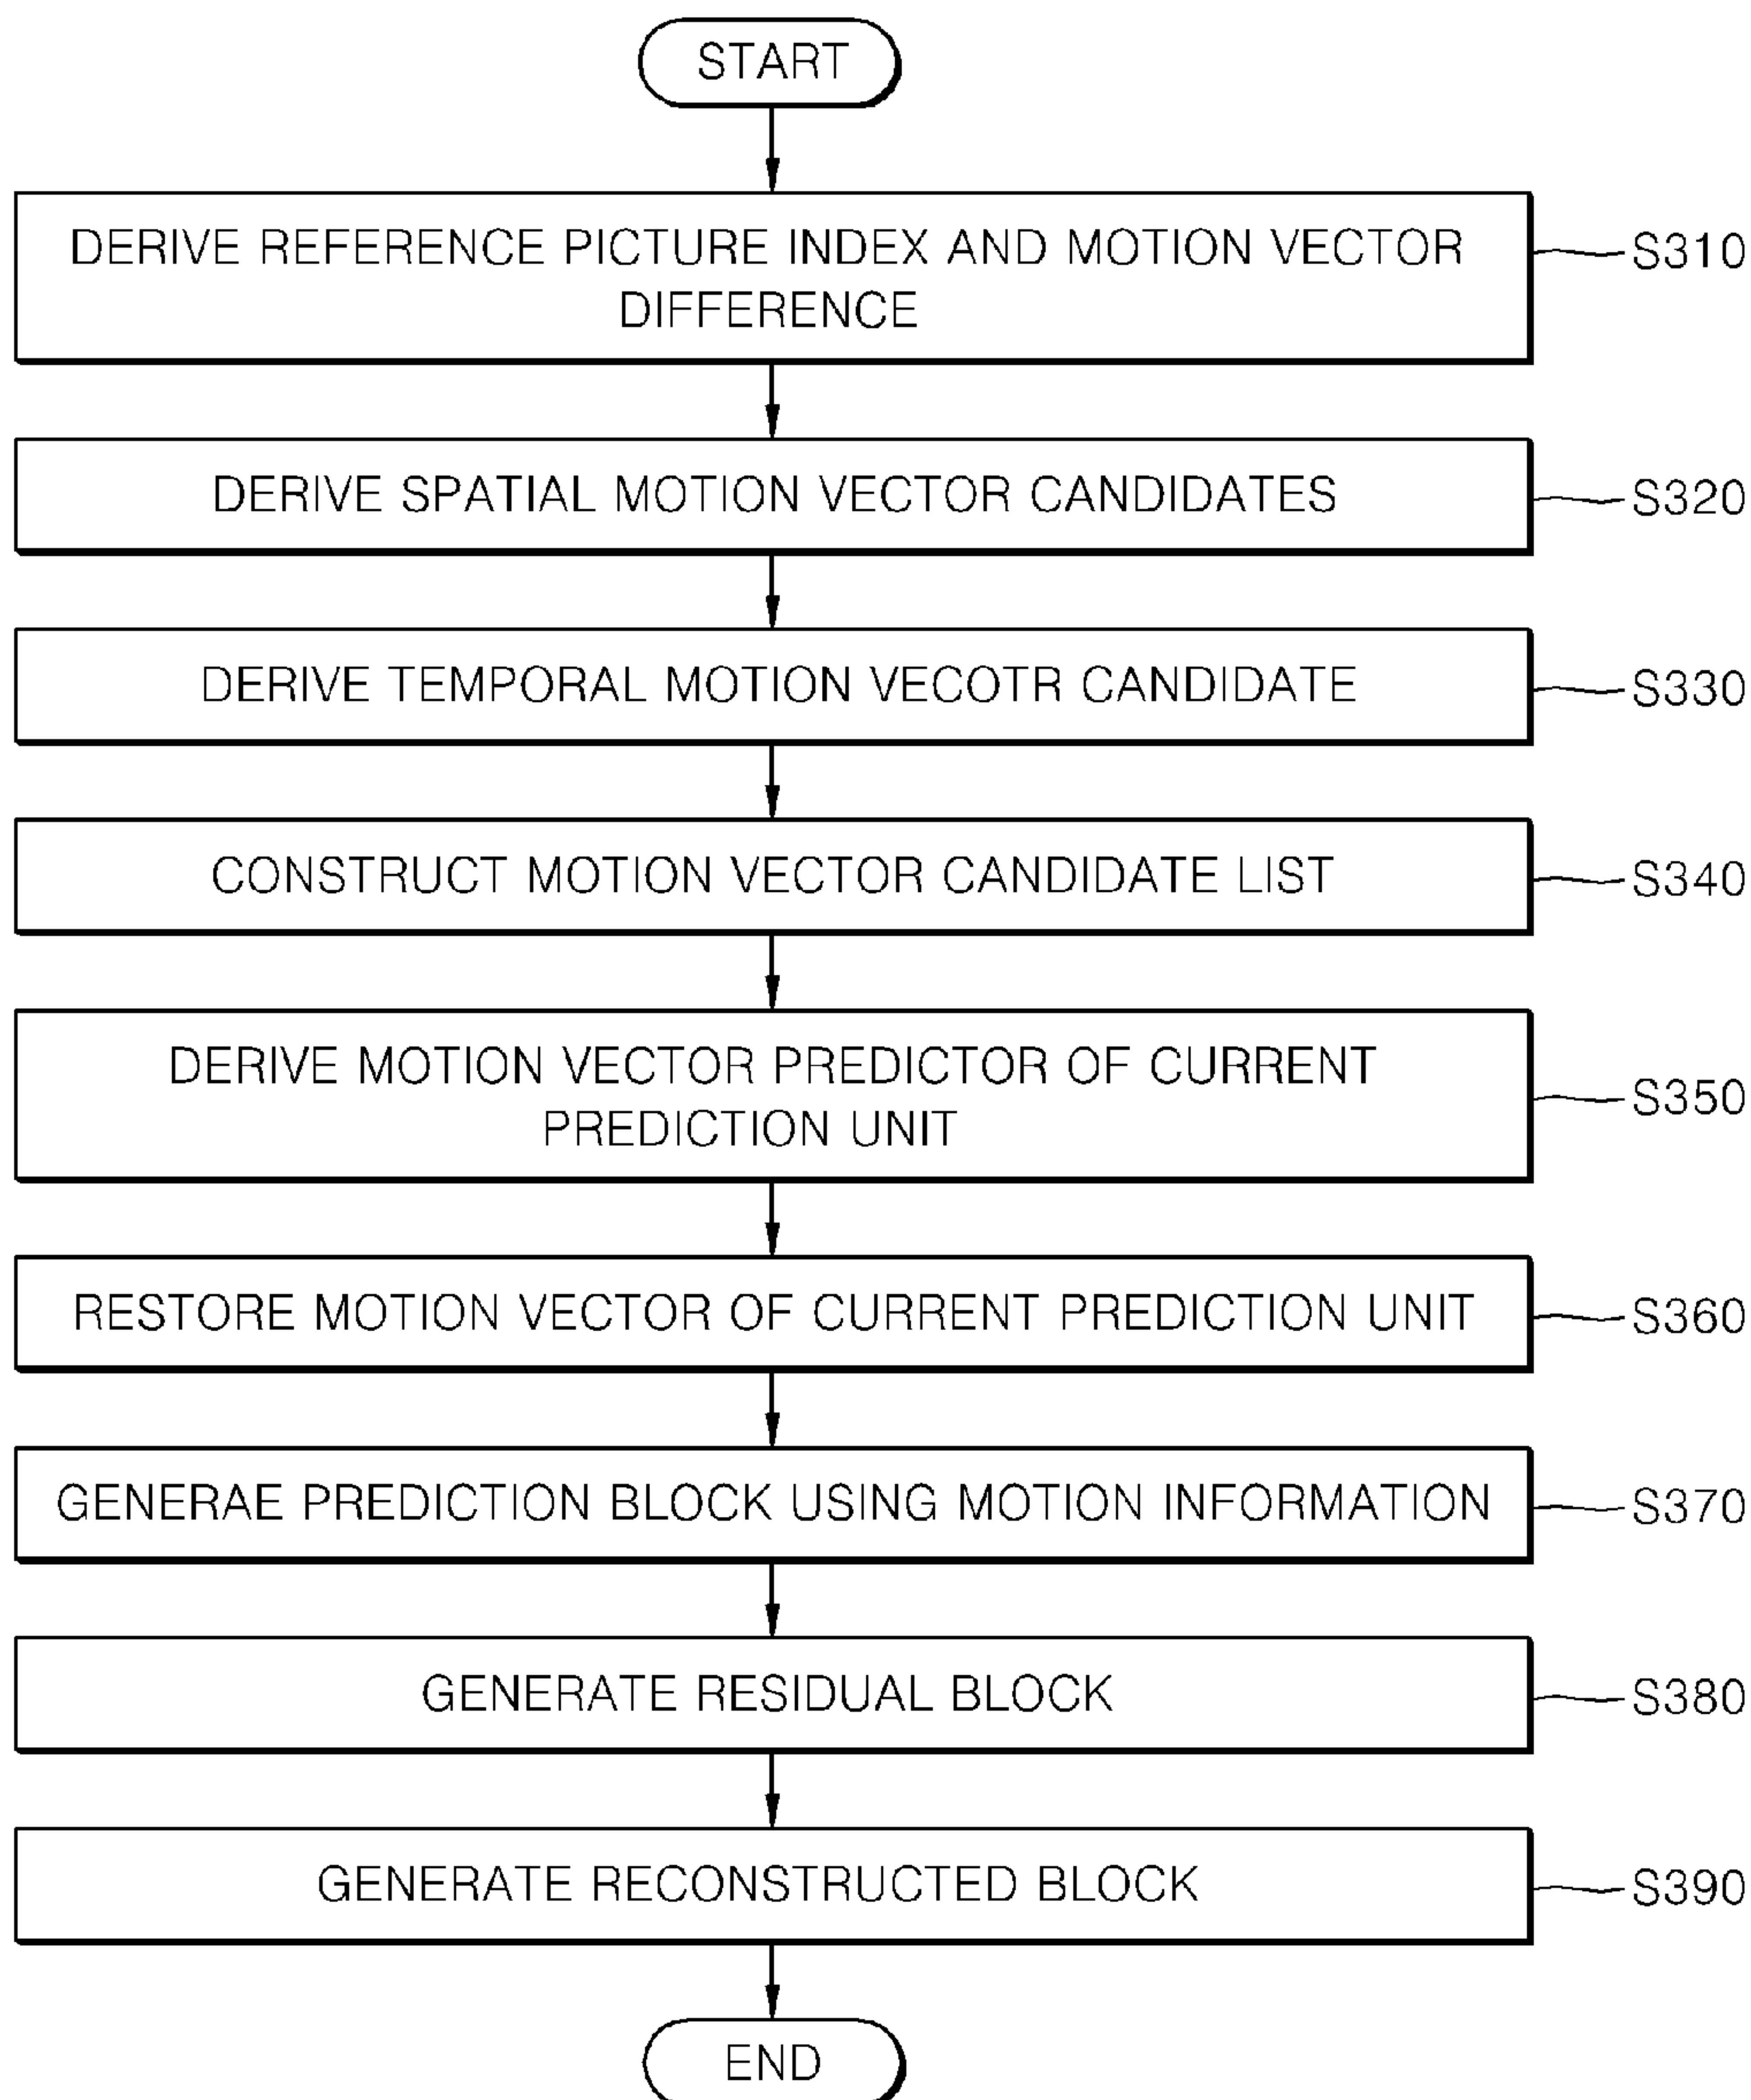 START
DERIVE REFERENCE PICTURE INDEX AND MOTION VECTOR
DIFFERENCE
S310
DERIVE SPATIAL MOTION VECTOR CANDIDATES
S320
DERIVE TEMPORAL MOTION VECOTR CANDIDATE
S330
CONSTRUCT MOTION VECTOR CANDIDATE LIST
S340
DERIVE MOTION VECTOR PREDICTOR OF CURRENT
PREDICTION UNIT
S350
RESTORE MOTION VECTOR OF CURRENT PREDICTION UNIT
S360
GENERAE PREDICTION BLOCK USING MOTION INFORMATION
S370
GENERATE RESIDUAL BLOCK
S380
GENERATE RECONSTRUCTED BLOCK
S390
END